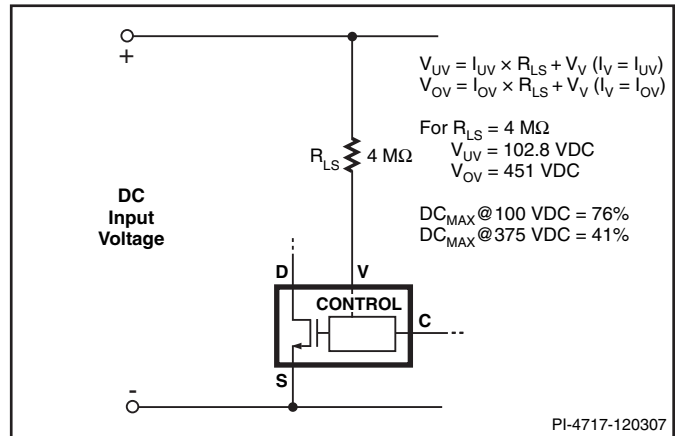 +
V_UV = I_UV × R_LS + V_V (I_V = I_UV)
V_OV = I_OV × R_LS + V_V (I_V = I_OV)
For R_LS = 4 MΩ
V_UV = 102.8 VDC
V_OV = 451 VDC
R_LS 4 MΩ
DC
Input
Voltage
DC_MAX@100 VDC = 76%
DC_MAX@375 VDC = 41%
D V
CONTROL
C
S
-
PI-4717-120307